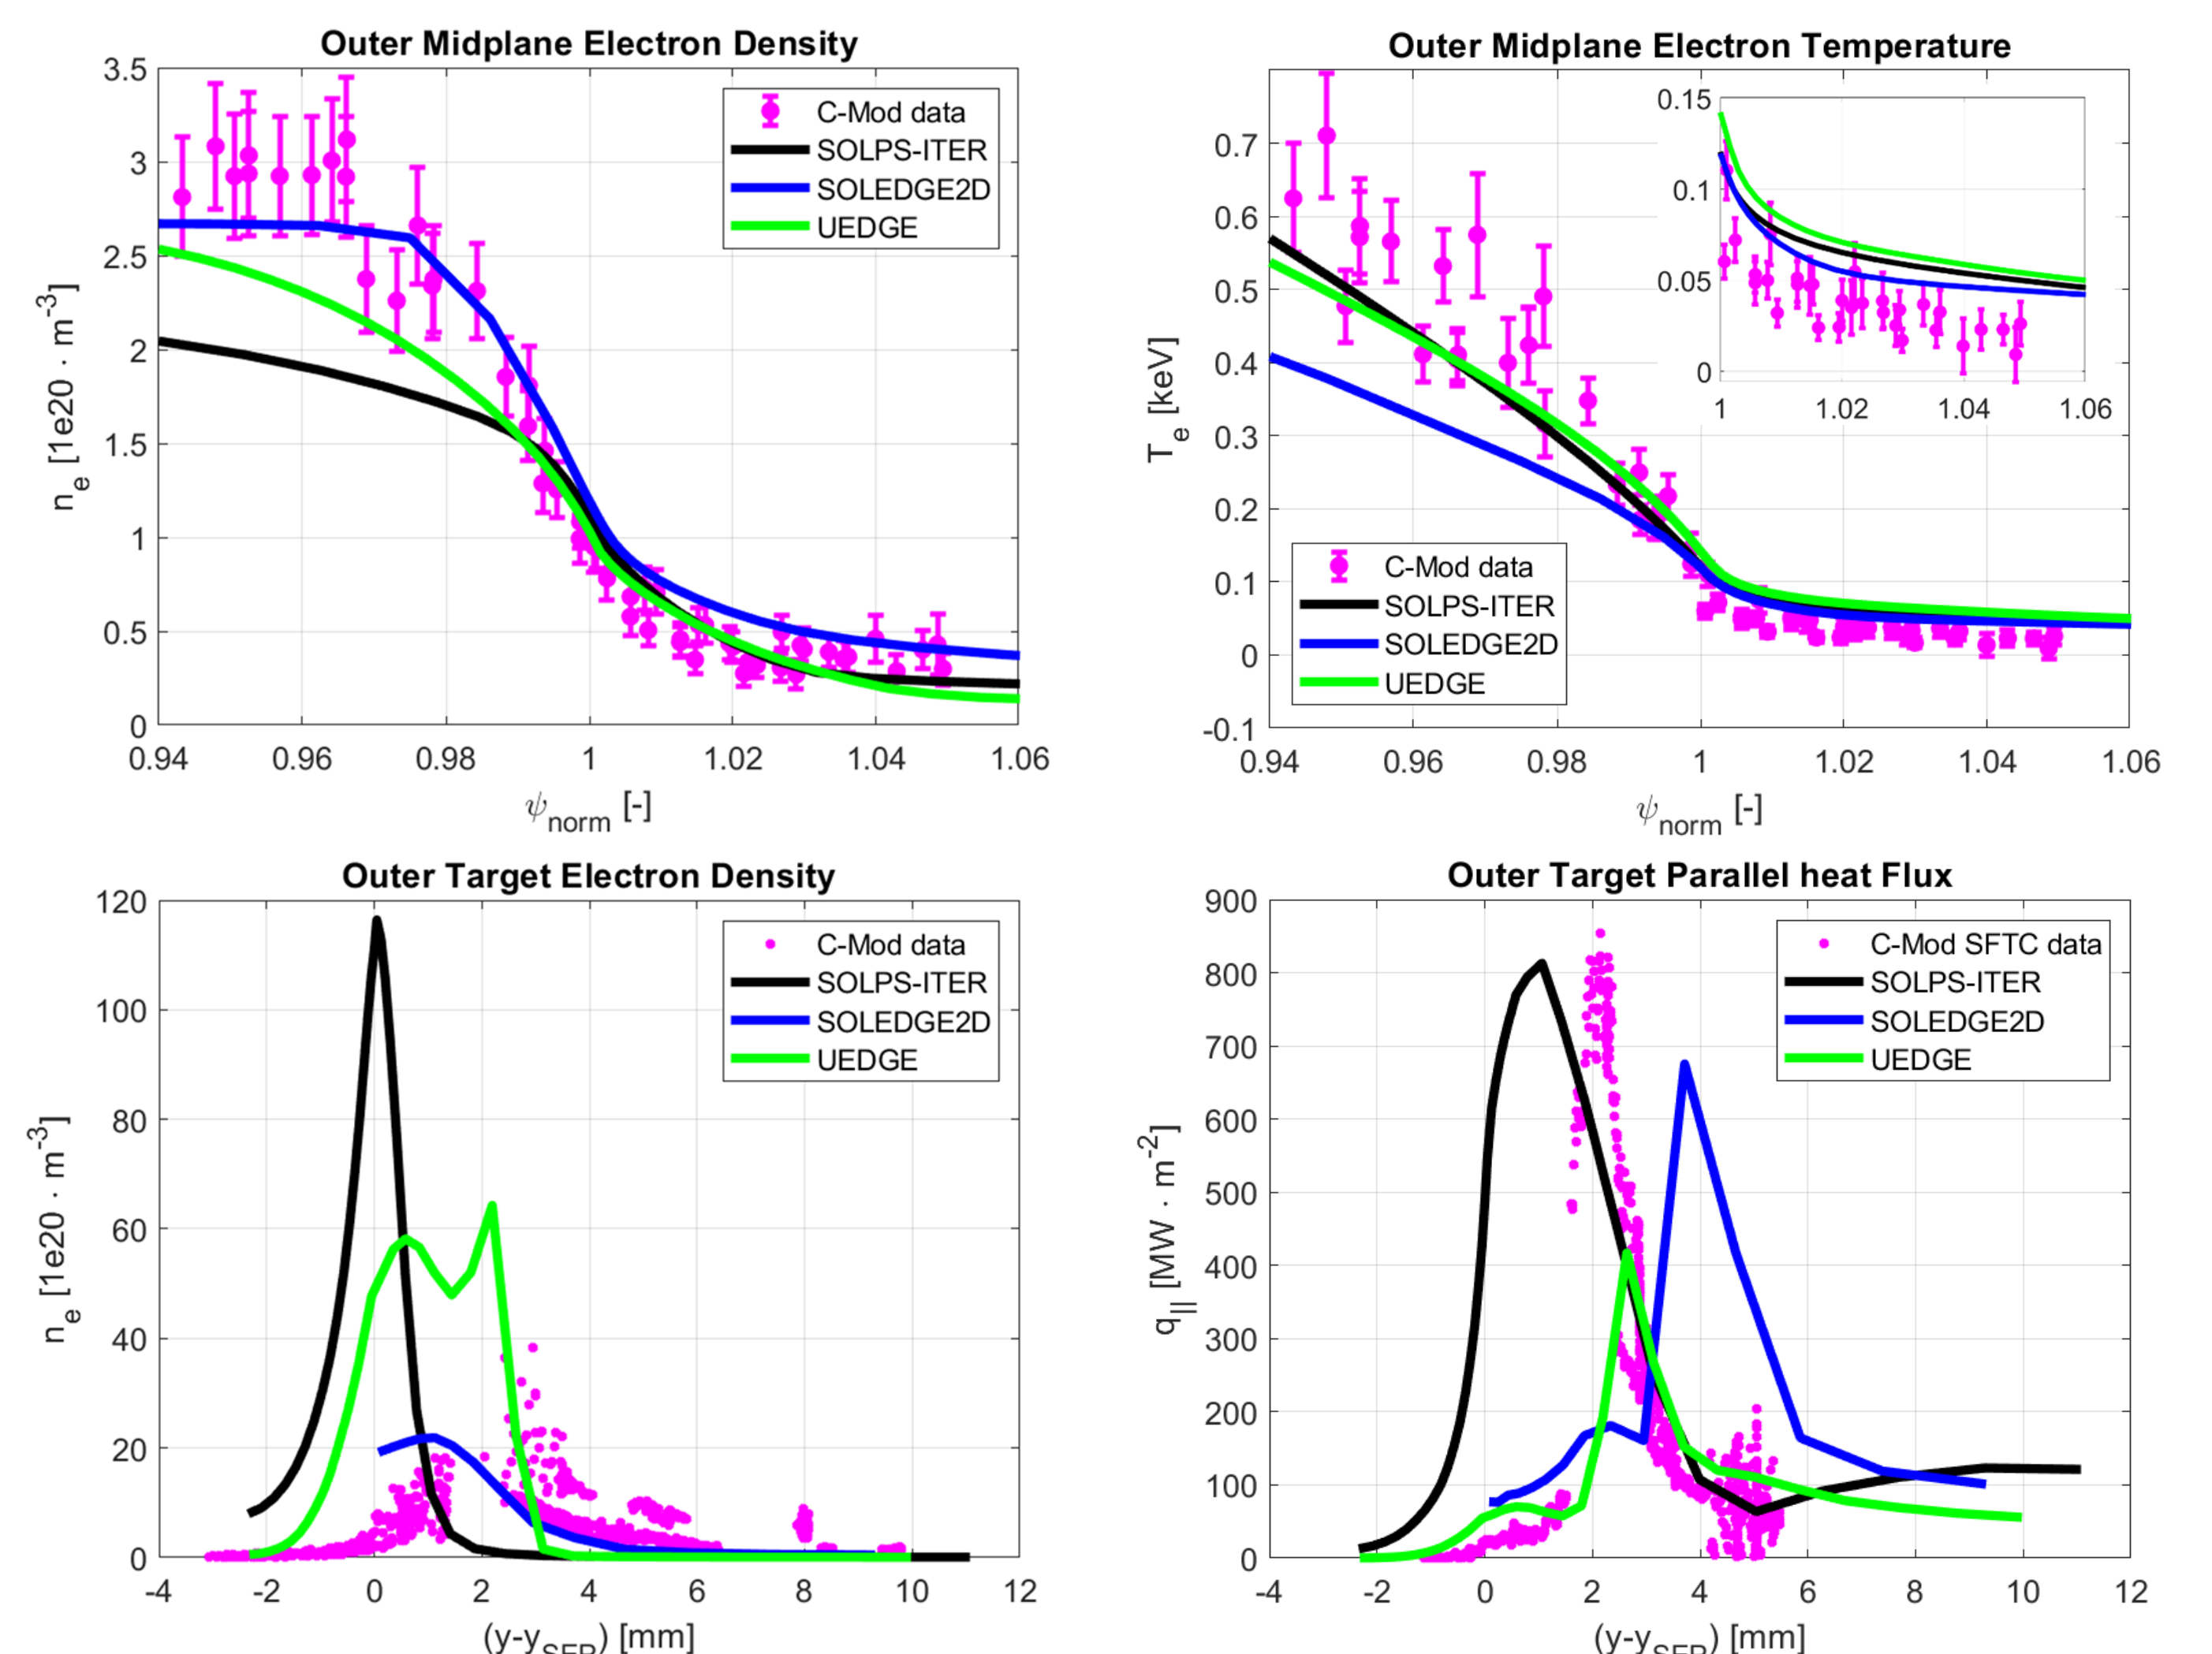 Outer Midplane Electron Density
3.5
3
2.5
2
1.5
1
0.5
0
n_e [1e20 · m^-3]
C-Mod data
SOLPS-ITER
SOLEDGE2D
UEDGE
0.94 0.96 0.98 1 1.02 1.04 1.06
ψ_norm [-]
Outer Midplane Electron Temperature
0.7
0.6
0.5
0.4
0.3
0.2
0.1
0
-0.1
T_e [keV]
0.15
0.1
0.05
0
1 1.02 1.04 1.06
C-Mod data
SOLPS-ITER
SOLEDGE2D
UEDGE
0.94 0.96 0.98 1 1.02 1.04 1.06
ψ_norm [-]
Outer Target Electron Density
120
100
80
60
40
20
0
n_e [1e20 · m^-3]
C-Mod data
SOLPS-ITER
SOLEDGE2D
UEDGE
-4 -2 0 2 4 6 8 10 12
(y-y_SEP) [mm]
Outer Target Parallel heat Flux
900
800
700
600
500
400
300
200
100
0
q_|| [MW · m^-2]
C-Mod SFTC data
SOLPS-ITER
SOLEDGE2D
UEDGE
-4 -2 0 2 4 6 8 10 12
(y-y_SEP) [mm]